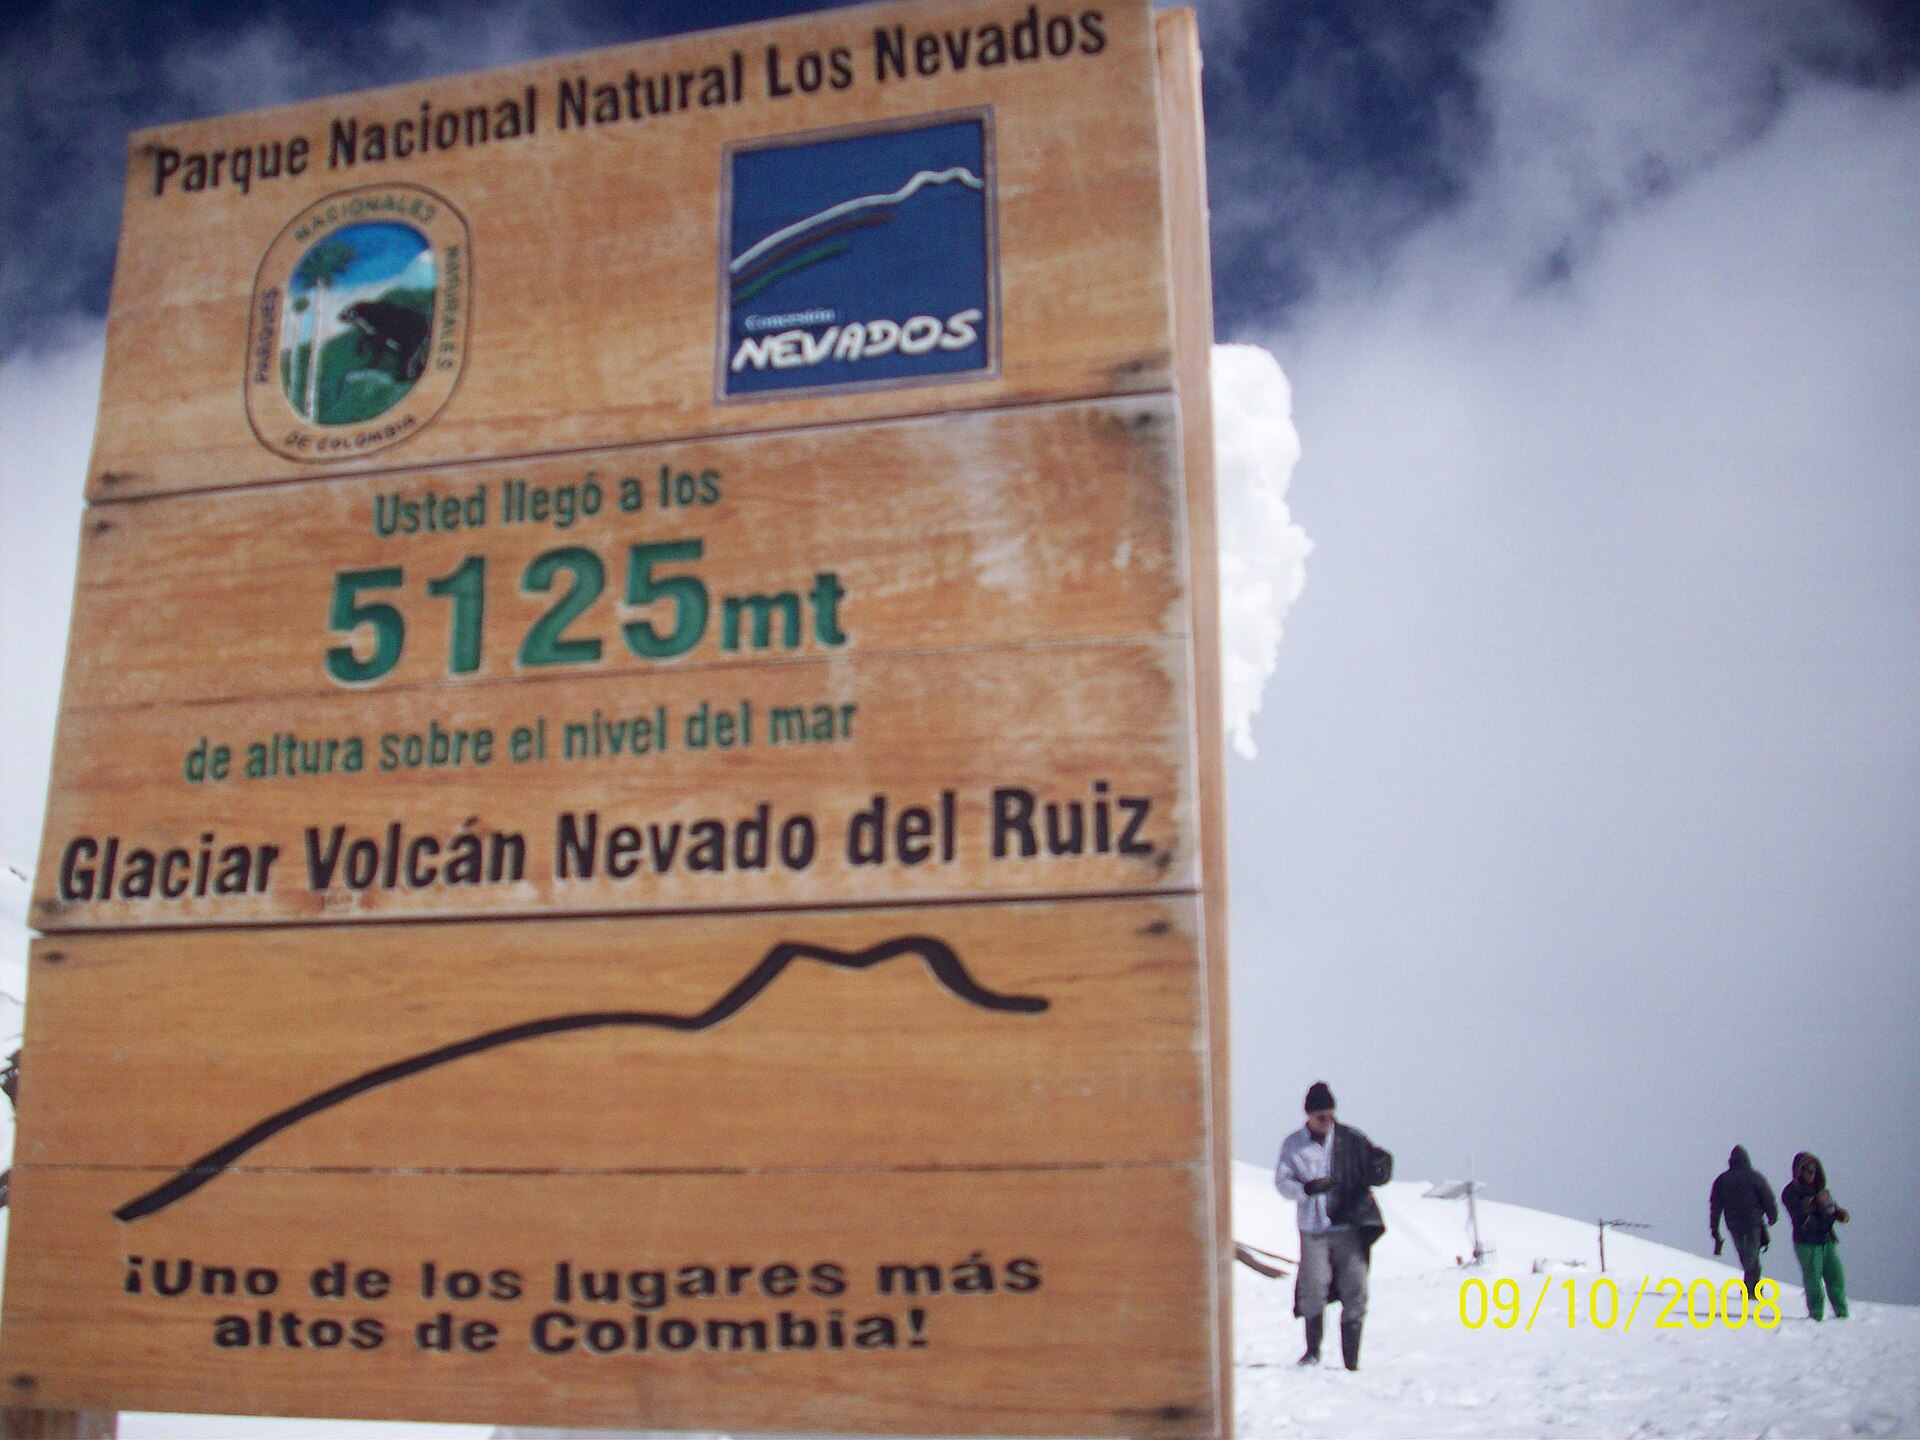 Parque Nacional Natural Los Nevados
PARQUES NACIONALES NATURALES
DE COLOMBIA
Concesión
NEVADOS
Usted llegó a los
5125mt
de altura sobre el nivel del mar
Glaciar Volcán Nevado del Ruiz
¡Uno de los lugares más
altos de Colombia!
09/10/2008